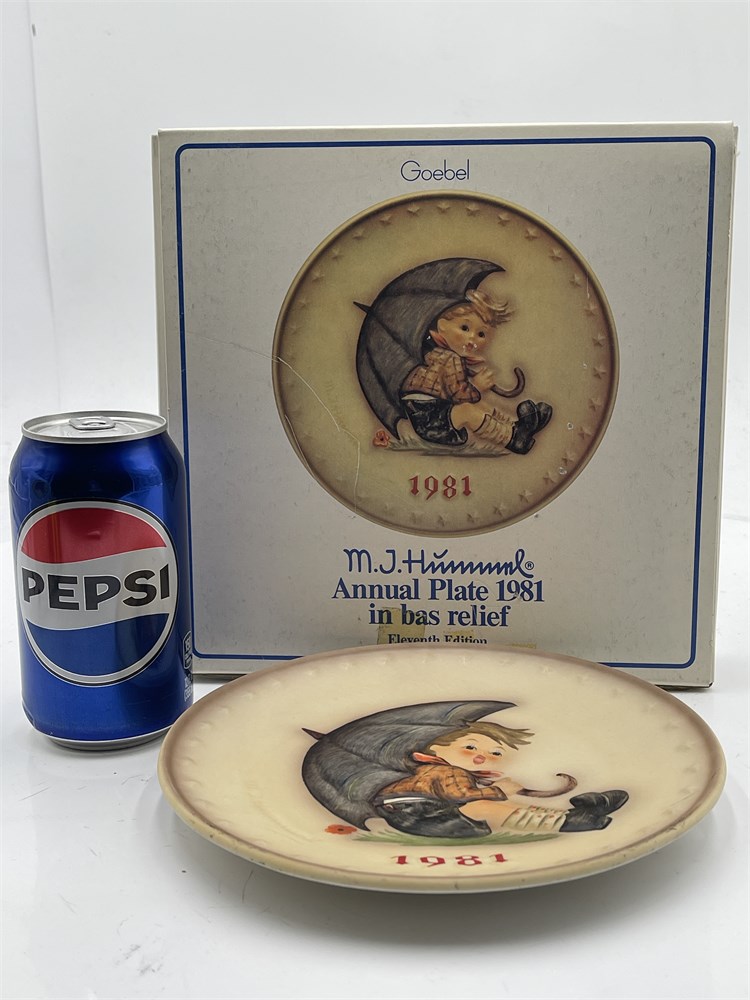 Goebel
1981
M.J.Hummel®
Annual Plate 1981
in bas relief
Eleventh Edition
PEPSI
1981